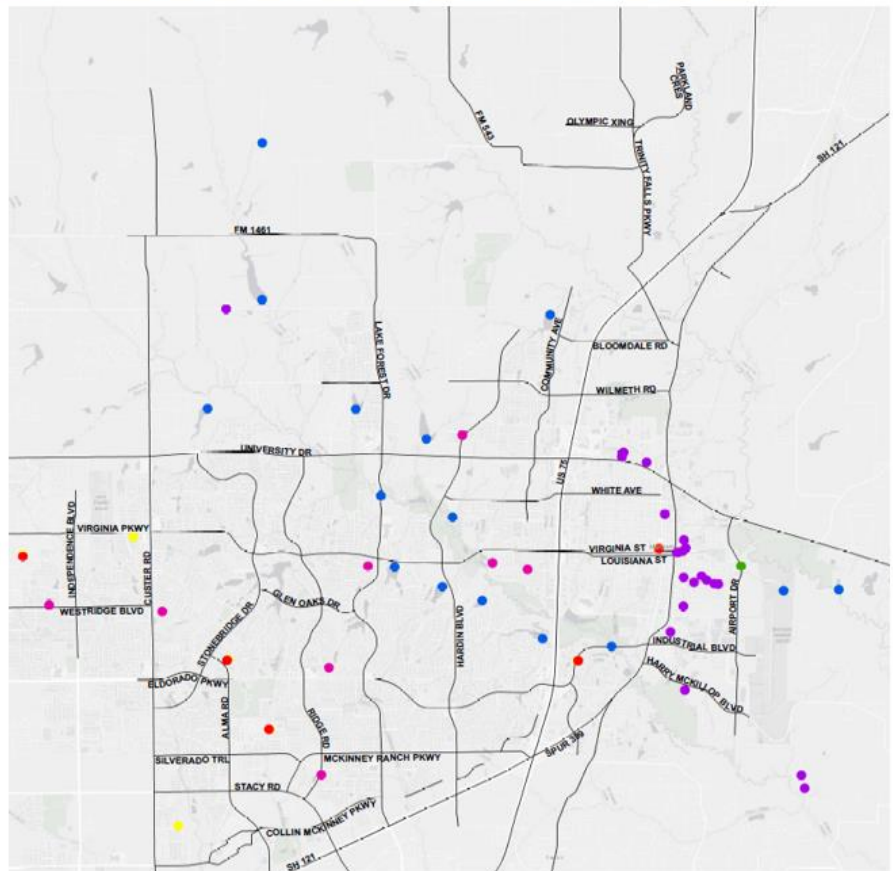 PARKLAND
CRES
FM 543
OLYMPIC XING
TRINITY FALLS PKWY
SH 121
FM 1461
LAKE FOREST DR
COMMUNITY AVE
BLOOMDALE RD
WILMETH RD
UNIVERSITY DR
US 75
WHITE AVE
INDEPENDENCE BLVD
VIRGINIA PKWY
CUSTER RD
VIRGINIA ST
LOUISIANA ST
WESTRIDGE BLVD
GLEN OAKS DR
AIRPORT DR
STONEBRIDGE DR
HARDIN BLVD
INDUSTRIAL BLVD
ELDORADO PKWY
HARRY MCKILLOP BLVD
ALMA RD
RIDGE RD
SILVERADO TRL
MCKINNEY RANCH PKWY
SPUR 399
STACY RD
COLLIN MCKINNEY PKWY
SH 121